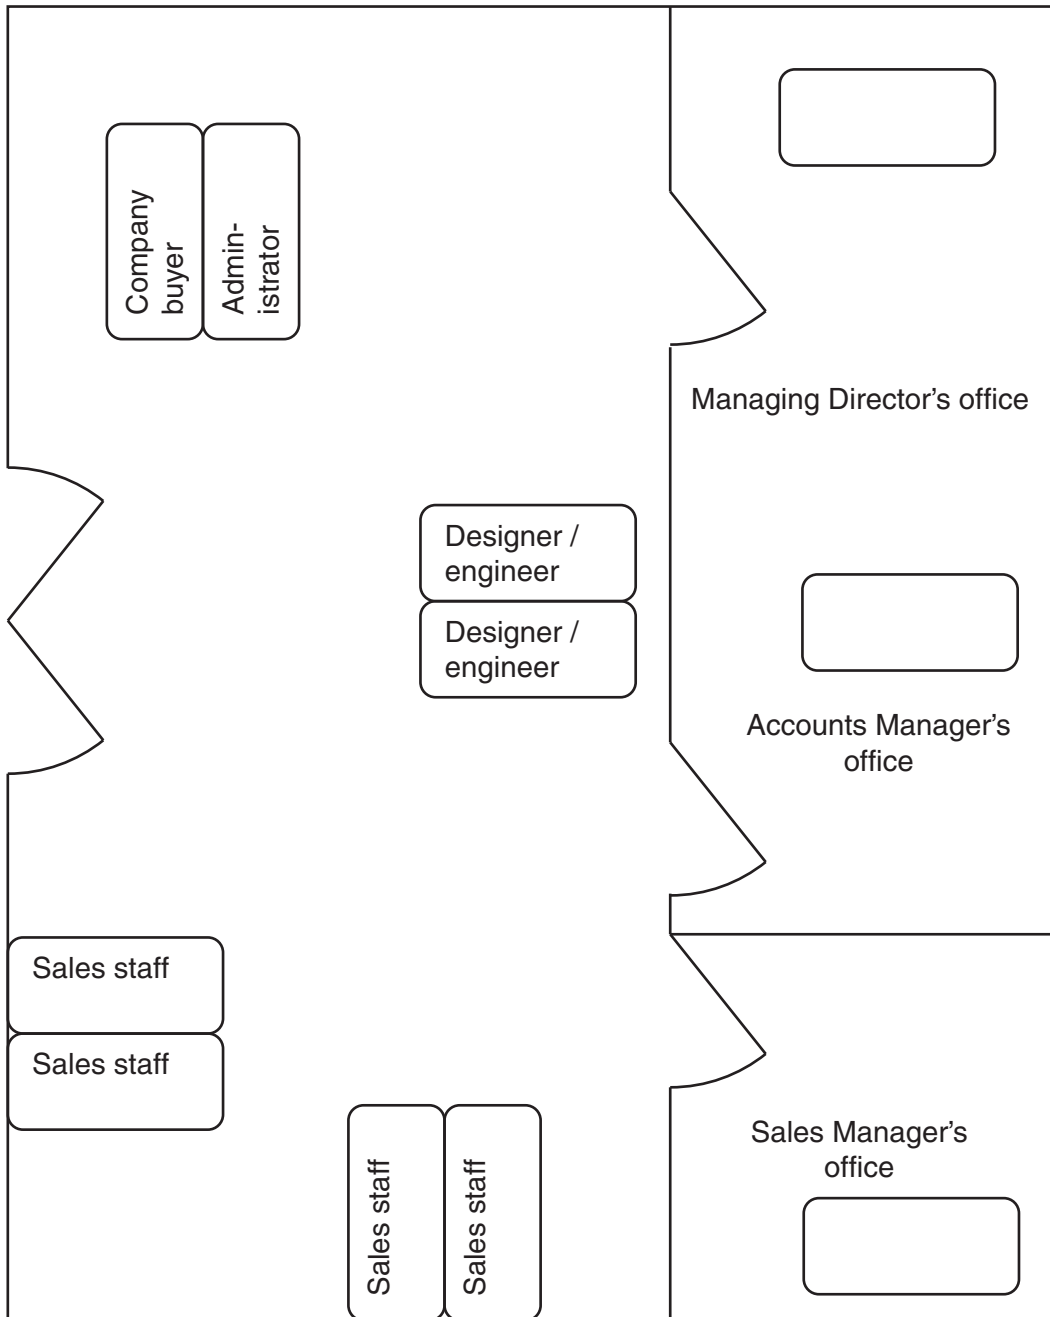 Company
buyer
Admin-
istrator
Managing Director’s office
Designer /
engineer
Designer /
engineer
Accounts Manager’s
office
Sales staff
Sales staff
Sales staff
Sales staff
Sales Manager’s
office